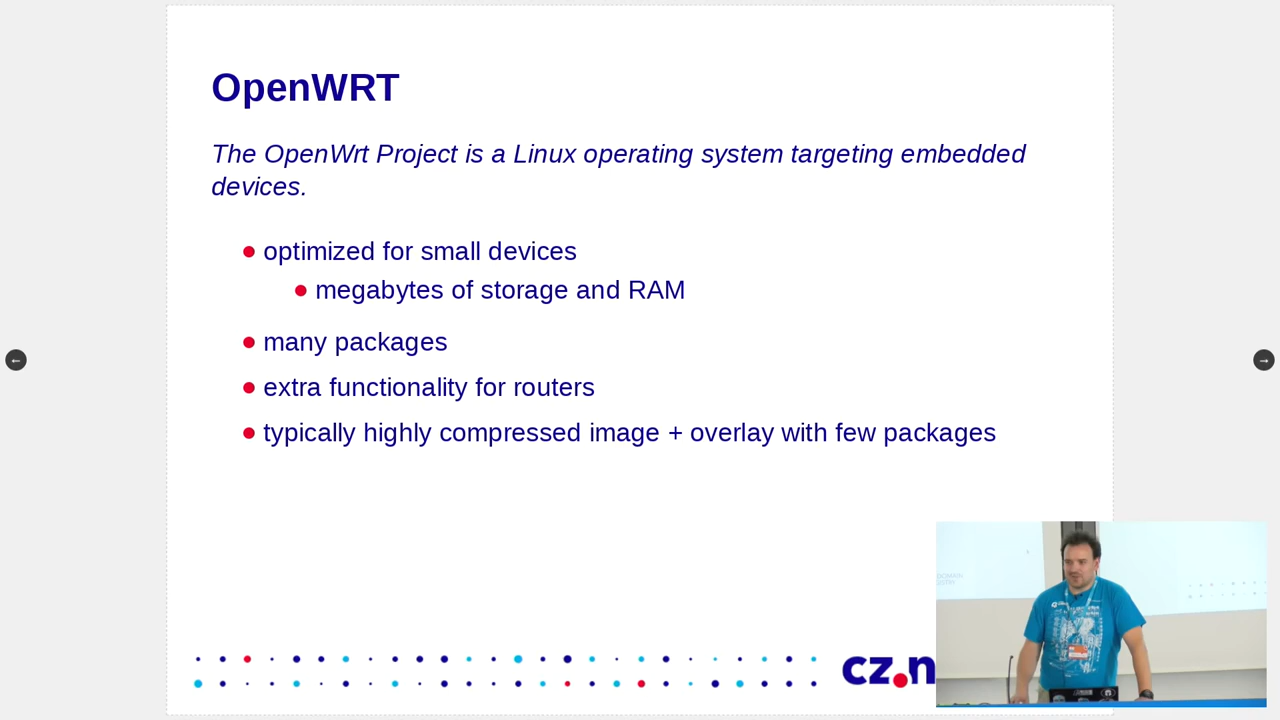 OpenWRT
The OpenWrt Project is a Linux operating system targeting embedded
devices.
optimized for small devices
megabytes of storage and RAM
many packages
extra functionality for routers
typically highly compressed image + overlay with few packages
cz.n
DOMAIN